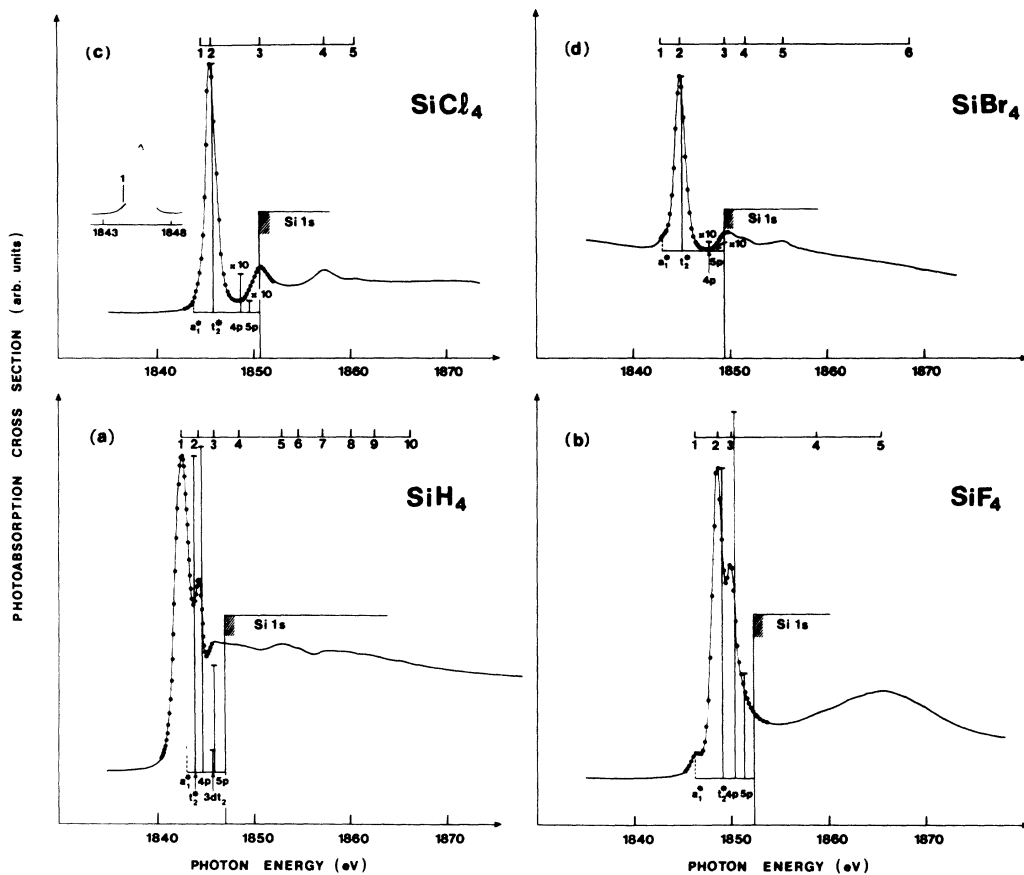 PHOTOABSORPTION CROSS SECTION (arb. units)
(c)
1 2 3 4 5
SiCl4
1
1843 1848
Si 1s
×10
×10
a₁* t₂* 4p 5p
1840 1850 1860 1870
(d)
1 2 3 4 5 6
SiBr4
Si 1s
×10
×10
a₁* t₂* 5p
4p
1840 1850 1860 1870
(a)
1 2 3 4 5 6 7 8 9 10
SiH4
Si 1s
a₁* 4p 5p
t₂* 3dt₂
1840 1850 1860 1870
PHOTON ENERGY (eV)
(b)
1 2 3 4 5
SiF4
Si 1s
a₁* t₂* 4p 5p
1840 1850 1860 1870
PHOTON ENERGY (eV)